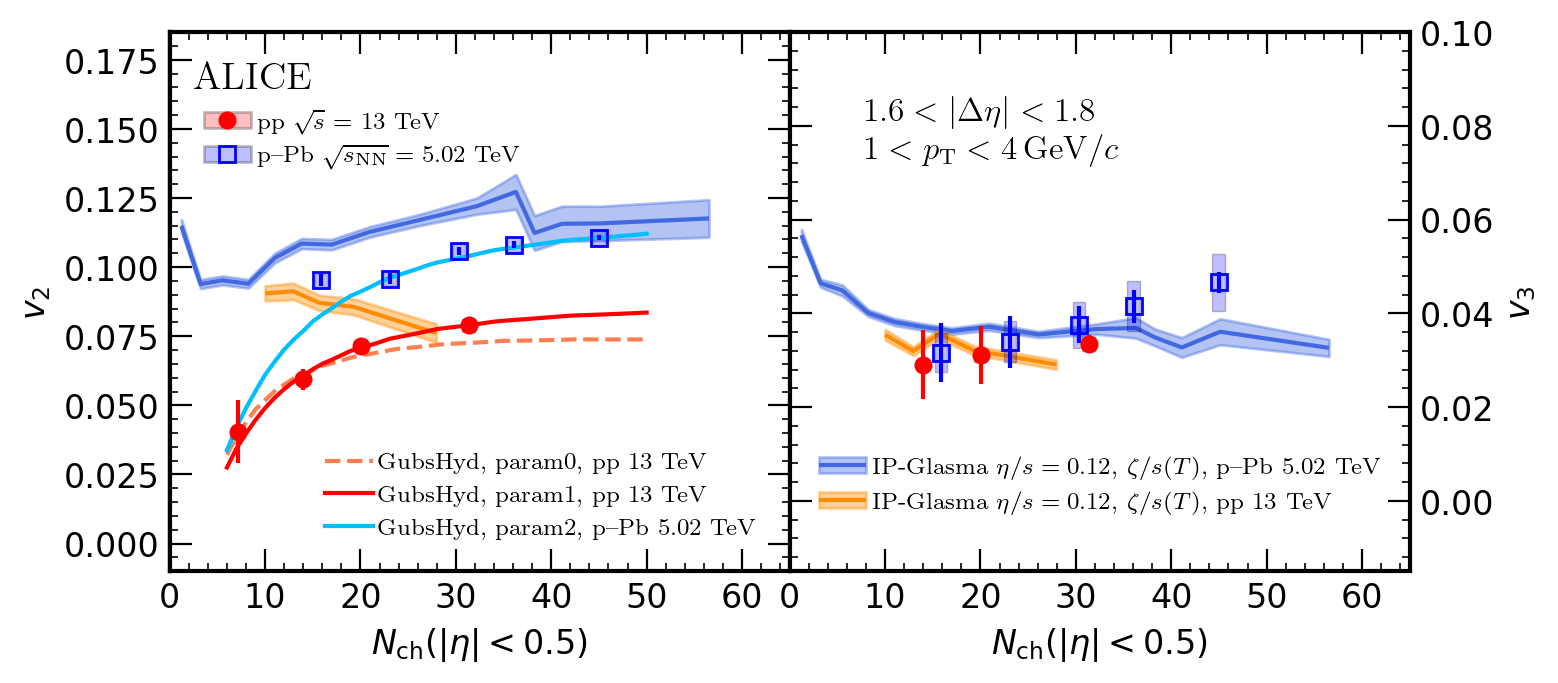 ALICE
pp √s = 13 TeV
p–Pb √sNN = 5.02 TeV
GubsHyd, param0, pp 13 TeV
GubsHyd, param1, pp 13 TeV
GubsHyd, param2, p–Pb 5.02 TeV
0.175
0.150
0.125
0.100
0.075
0.050
0.025
0.000
v2
0 10 20 30 40 50 60
Nch(|η| < 0.5)
1.6 < |Δη| < 1.8
1 < pT < 4 GeV/c
IP-Glasma η/s = 0.12, ζ/s(T), p–Pb 5.02 TeV
IP-Glasma η/s = 0.12, ζ/s(T), pp 13 TeV
0.10
0.08
0.06
0.04
0.02
0.00
v3
0 10 20 30 40 50 60
Nch(|η| < 0.5)